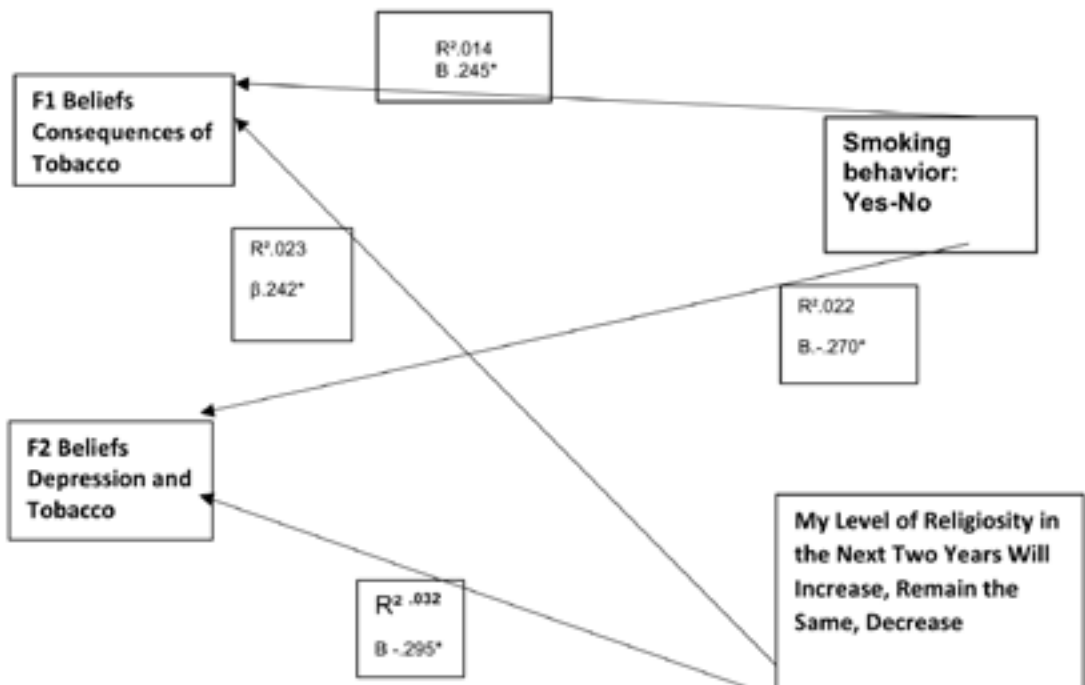 R².014
B .245*
F1 Beliefs
Consequences of
Tobacco
Smoking
behavior:
Yes-No
R².023
β.242*
R².022
B.-.270*
F2 Beliefs
Depression and
Tobacco
My Level of Religiosity in
the Next Two Years Will
Increase, Remain the
Same, Decrease
R² .032
B -.295*